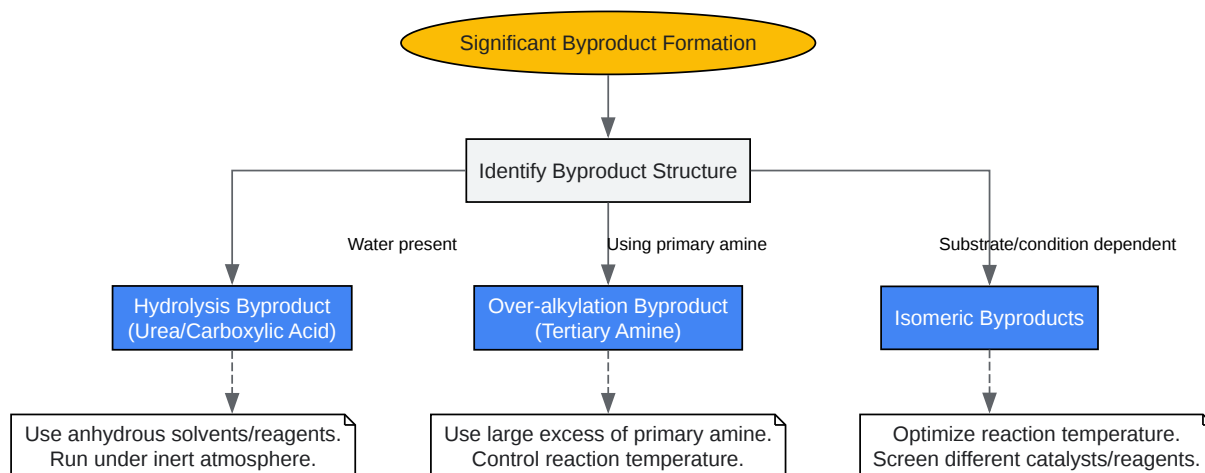 Significant Byproduct Formation
Identify Byproduct Structure
Water present
Using primary amine
Substrate/condition dependent
Hydrolysis Byproduct
(Urea/Carboxylic Acid)
Over-alkylation Byproduct
(Tertiary Amine)
Isomeric Byproducts
Use anhydrous solvents/reagents.
Run under inert atmosphere.
Use large excess of primary amine.
Control reaction temperature.
Optimize reaction temperature.
Screen different catalysts/reagents.